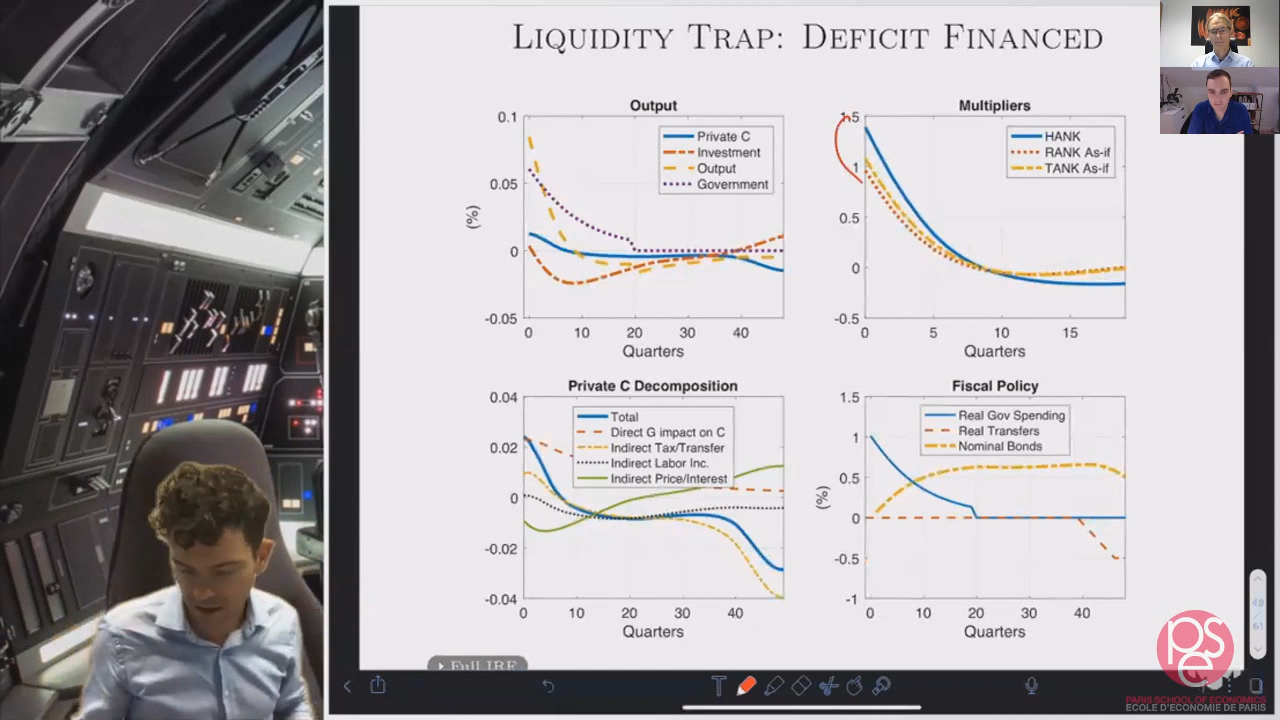 LIQUIDITY TRAP: DEFICIT FINANCED
Output
0.1
0.05
0
-0.05
(%)
Private C
Investment
Output
Government
0 10 20 30 40
Quarters
Multipliers
1.5
1
0.5
0
-0.5
HANK
RANK As-if
TANK As-if
0 5 10 15
Quarters
Private C Decomposition
0.04
0.02
0
-0.02
-0.04
Total
Direct G impact on C
Indirect Tax/Transfer
Indirect Labor Inc.
Indirect Price/Interest
0 10 20 30 40
Quarters
Fiscal Policy
1.5
1
0.5
0
-0.5
-1
(%)
Real Gov Spending
Real Transfers
Nominal Bonds
0 10 20 30 40
Quarters
Full IRF
48
61
pse
PARIS SCHOOL OF ECONOMICS
ECOLE D'ECONOMIE DE PARIS